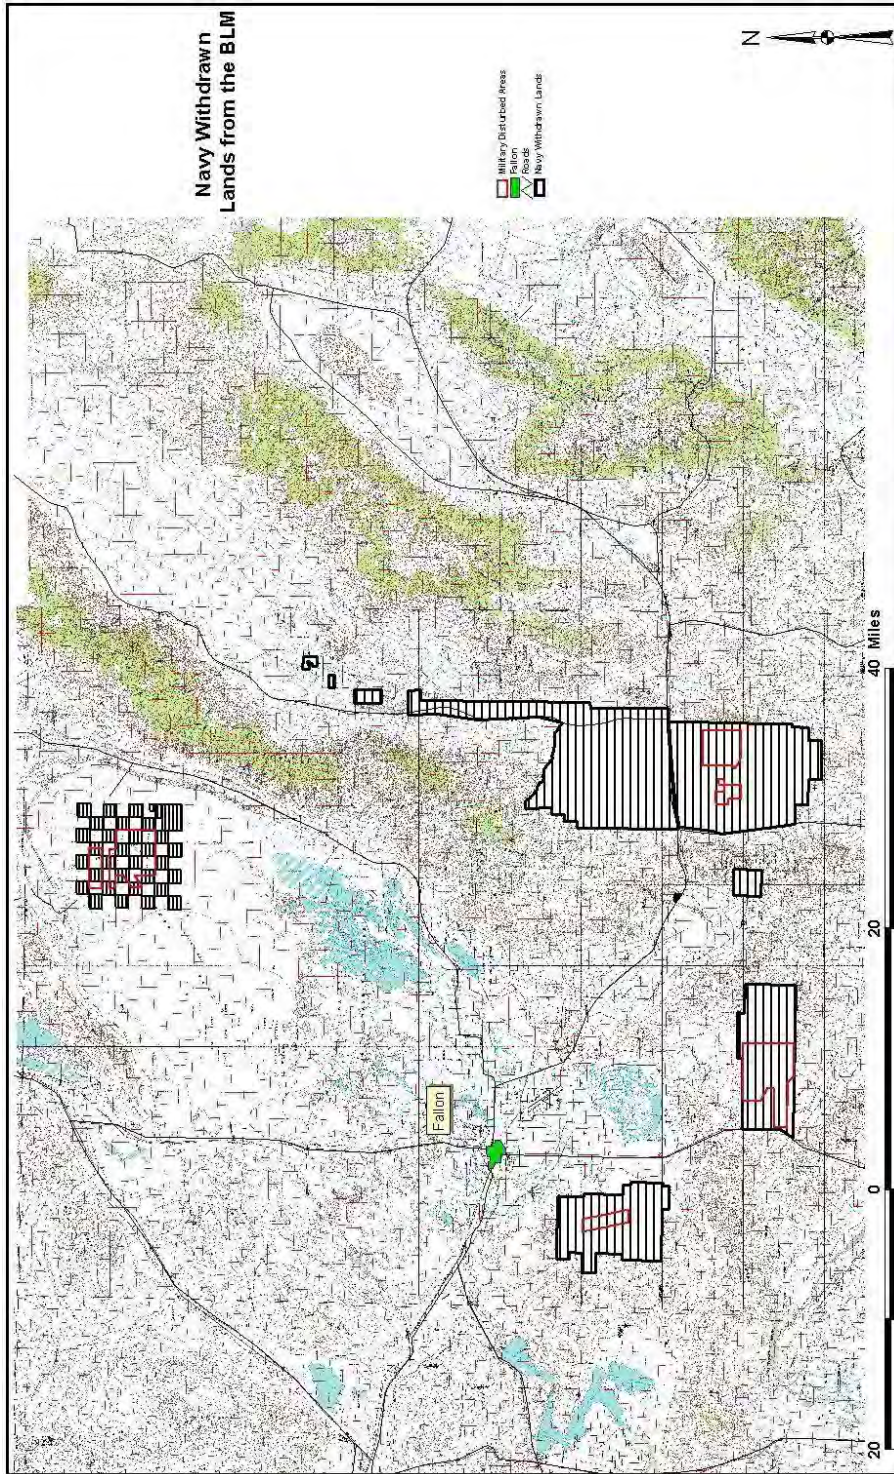 Navy Withdrawn
Lands from the BLM
N
Military Disturbed Areas
Fallon
Roads
Navy Withdrawn Lands
Fallon
20
0
20
40 Miles